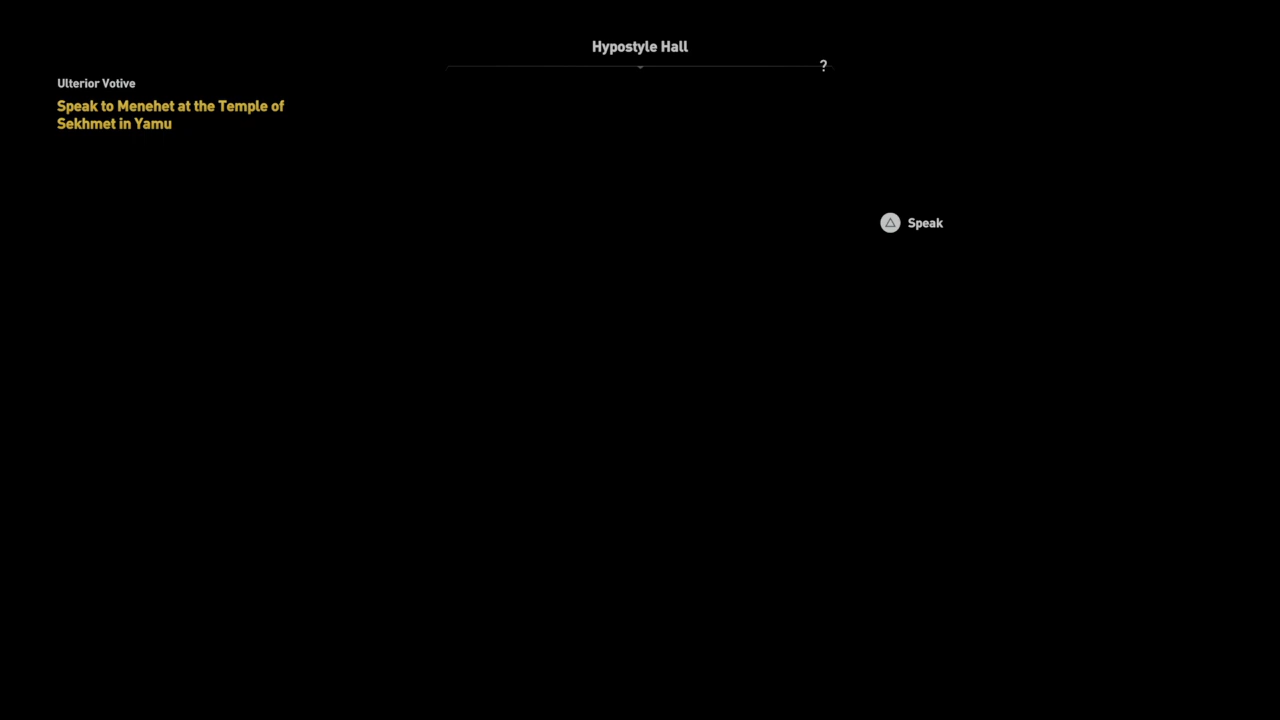 Hypostyle Hall
?
Ulterior Votive
Speak to Menehet at the Temple of
Sekhmet in Yamu
Speak